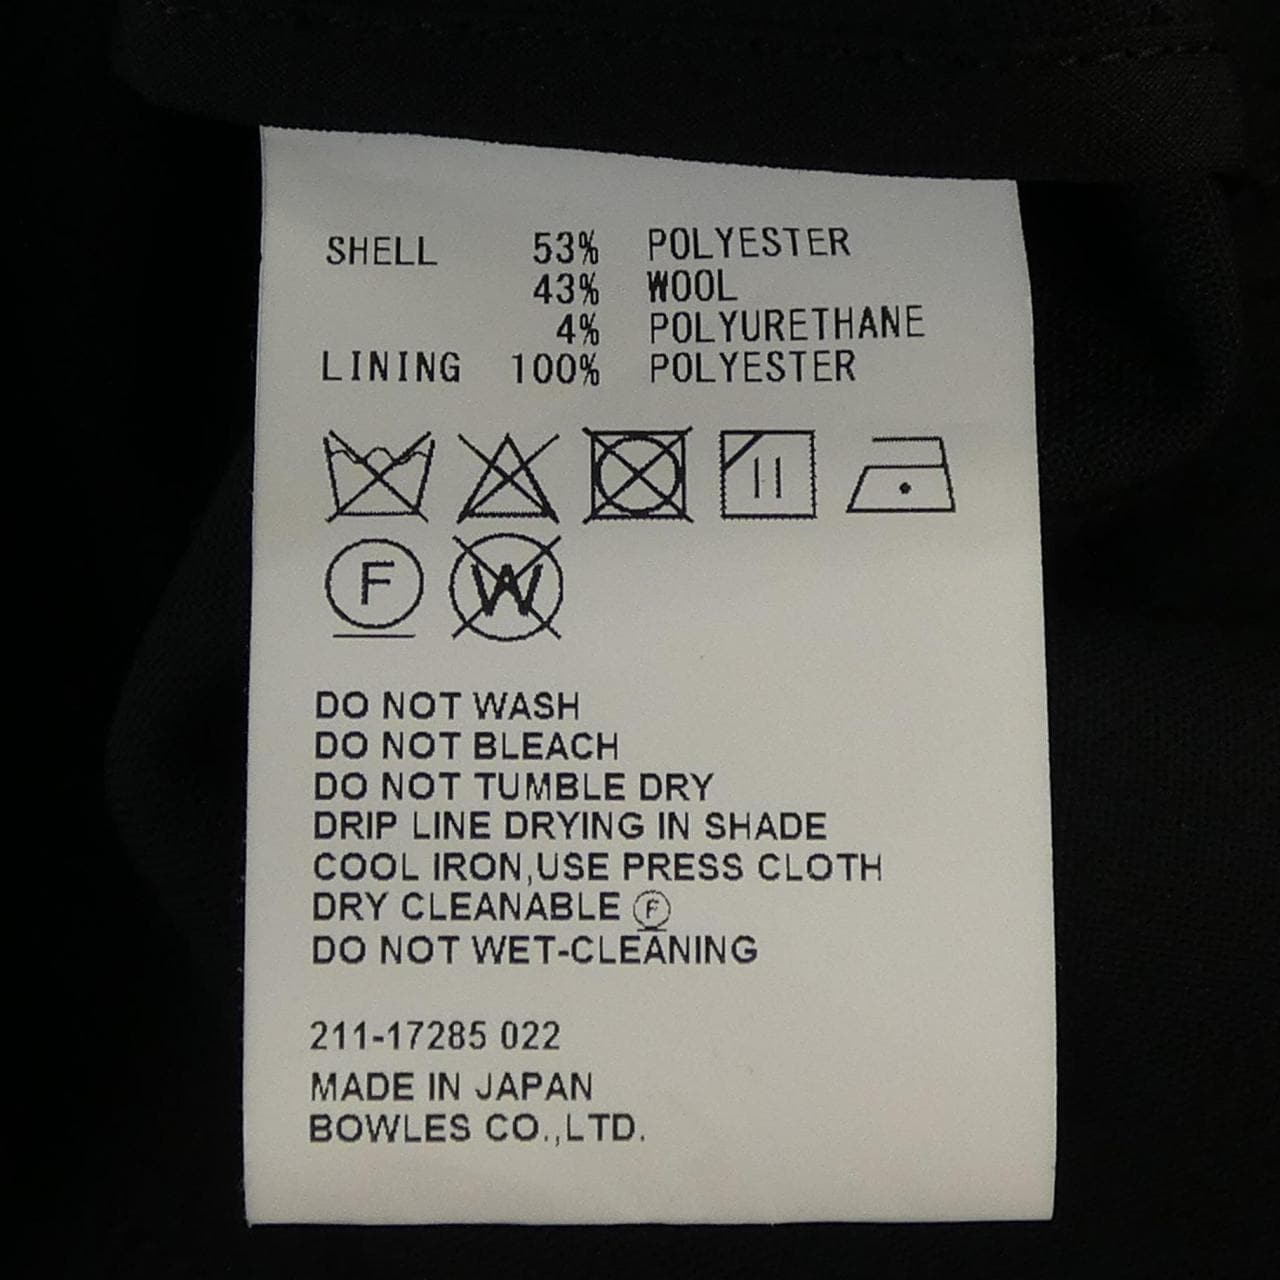 SHELL 53% POLYESTER
43% WOOL
4% POLYURETHANE
LINING 100% POLYESTER
F W
DO NOT WASH
DO NOT BLEACH
DO NOT TUMBLE DRY
DRIP LINE DRYING IN SHADE
COOL IRON,USE PRESS CLOTH
DRY CLEANABLE Ⓕ
DO NOT WET-CLEANING
211-17285 022
MADE IN JAPAN
BOWLES CO.,LTD.